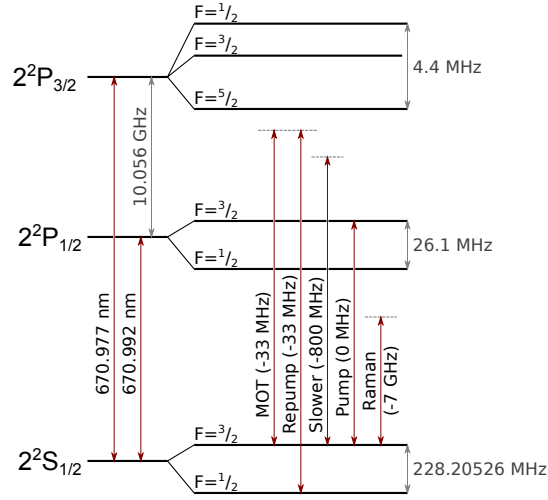 F=¹/₂
F=³/₂
2²P₃/₂
4.4 MHz
F=⁵/₂
10.056 GHz
F=³/₂
2²P₁/₂
26.1 MHz
F=¹/₂
670.977 nm
670.992 nm
MOT (-33 MHz)
Repump (-33 MHz)
Slower (-800 MHz)
Pump (0 MHz)
Raman
(-7 GHz)
F=³/₂
2²S₁/₂
228.20526 MHz
F=¹/₂